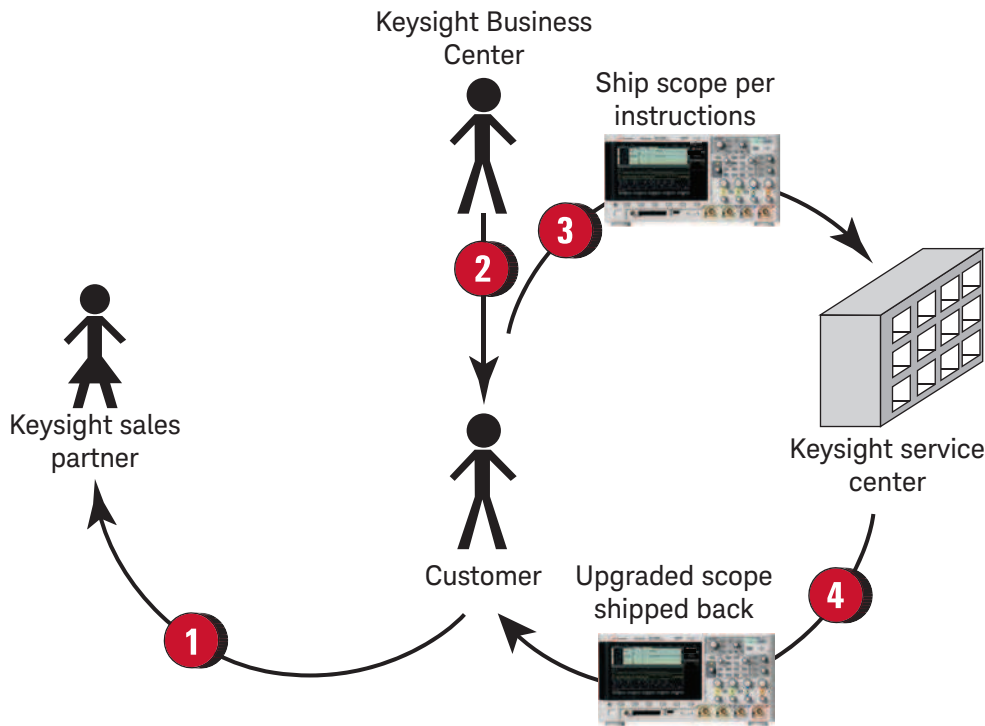 Keysight Business
Center
Ship scope per
instructions
3
2
Keysight sales
partner
Keysight service
center
Customer
Upgraded scope
shipped back
4
1